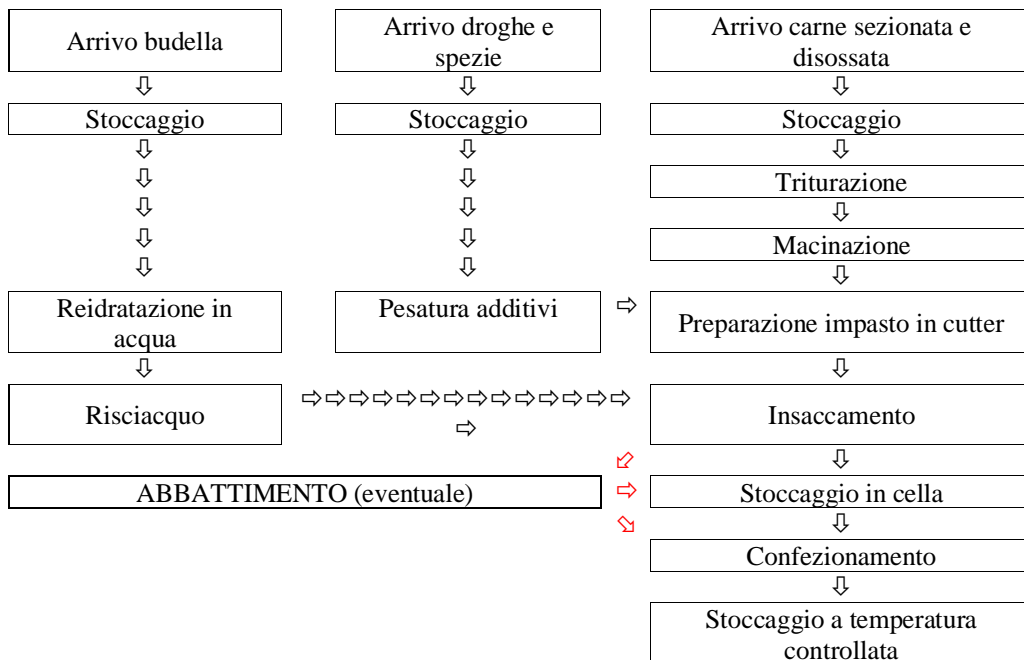 Arrivo budella
Arrivo droghe e
spezie
Arrivo carne sezionata e
disossata
Stoccaggio
Stoccaggio
Stoccaggio
Triturazione
Macinazione
Reidratazione in
acqua
Pesatura additivi
Preparazione impasto in cutter
Risciacquo
Insaccamento
ABBATTIMENTO (eventuale)
Stoccaggio in cella
Confezionamento
Stoccaggio a temperatura
controllata